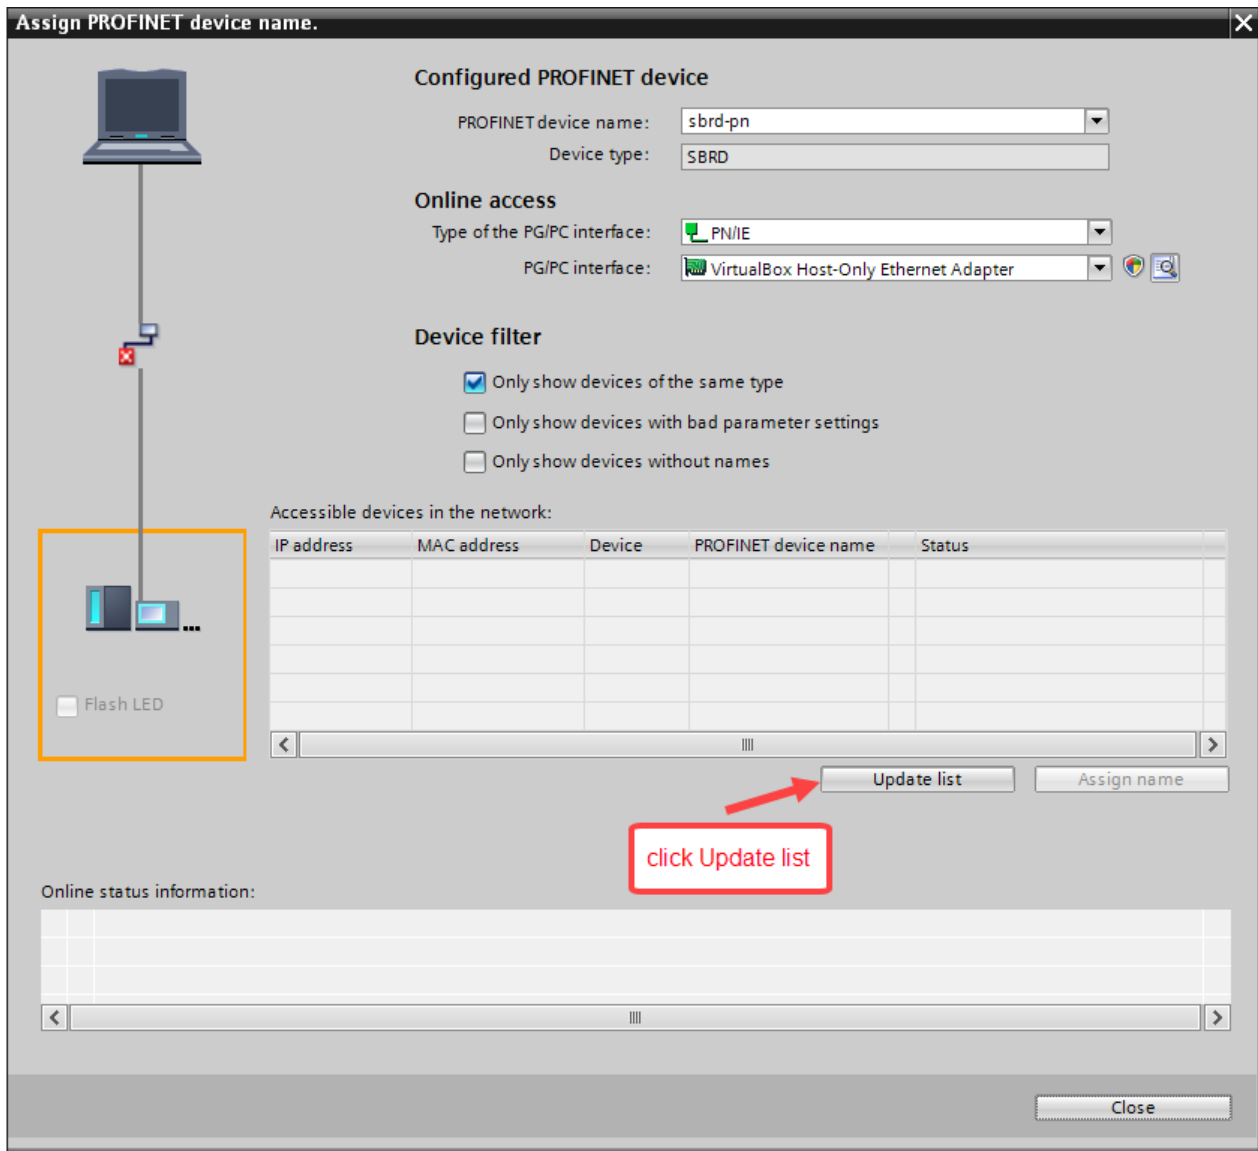 Assign PROFINET device name.
Configured PROFINET device
PROFINET device name: sbrd-pn
Device type: SBRD
Online access
Type of the PG/PC interface: PN/IE
PG/PC interface: VirtualBox Host-Only Ethernet Adapter
Device filter
Only show devices of the same type
Only show devices with bad parameter settings
Only show devices without names
Accessible devices in the network:
IP address MAC address Device PROFINET device name Status
Flash LED
Update list Assign name
click Update list
Online status information:
Close